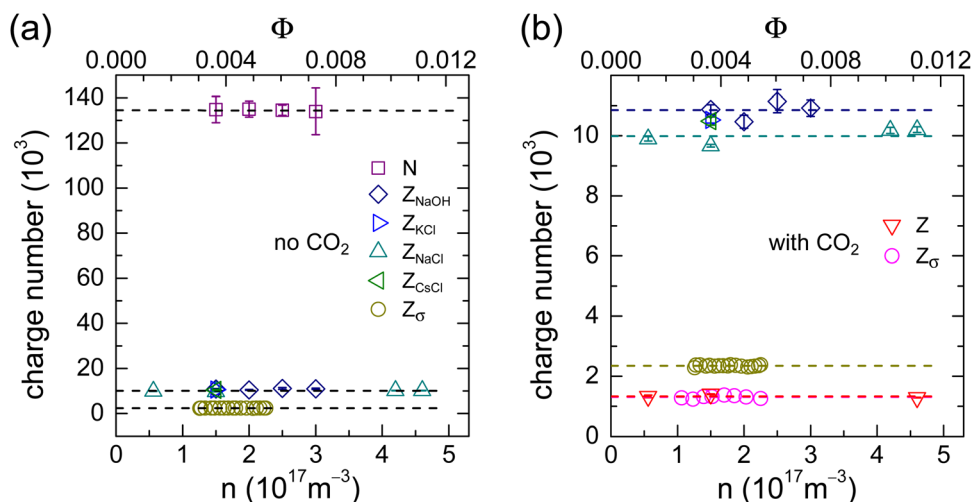 (a)
Φ
0.000 0.004 0.008 0.012
charge number (10³)
140
120
100
80
60
40
20
0
N
Z_NaOH
Z_KCl
Z_NaCl
Z_CsCl
Z_σ
no CO₂
0 1 2 3 4 5
n (10¹⁷m⁻³)
(b)
Φ
0.000 0.004 0.008 0.012
charge number (10³)
10
8
6
4
2
0
Z
Z_σ
with CO₂
0 1 2 3 4 5
n (10¹⁷m⁻³)